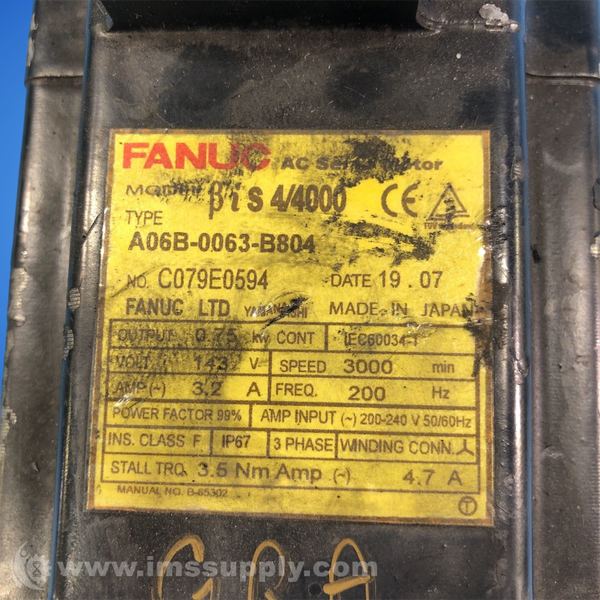 FANUC AC Servo Motor
MODEL βiS 4/4000 CE
TYPE
A06B-0063-B804
NO. C079E0594 DATE 19.07
FANUC LTD YAMANASHI MADE IN JAPAN
OUTPUT 0.75 kw CONT IEC60034-1
VOLT 143 V SPEED 3000 min
AMP(~) 3.2 A FREQ. 200 Hz
POWER FACTOR 99% AMP INPUT (~) 200-240 V 50/60Hz
INS. CLASS F IP67 3 PHASE WINDING CONN.
STALL TRQ. 3.5 Nm Amp (~) 4.7 A
MANUAL NO. B-65302
T
GRA
www.imssupply.com